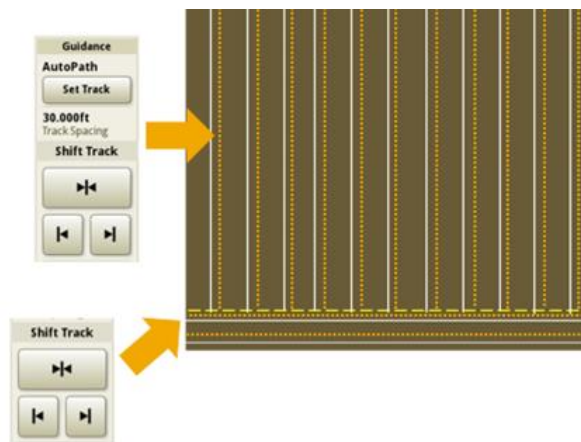 Guidance
AutoPath
Set Track
30.000ft
Track Spacing
Shift Track
Shift Track